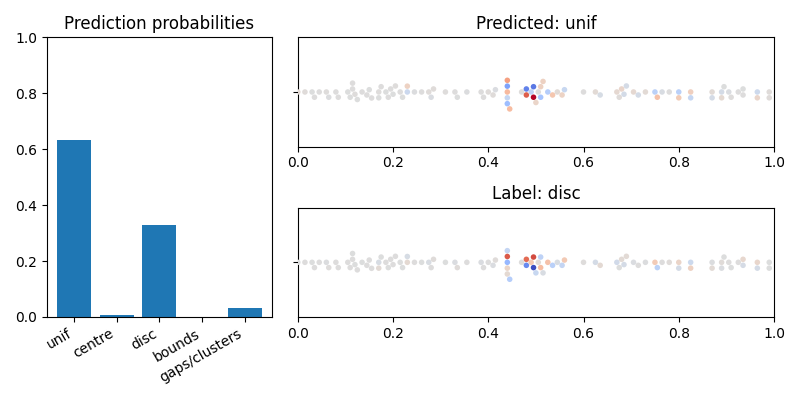 Prediction probabilities
1.0
0.8
0.6
0.4
0.2
0.0
unif
centre
disc
bounds
gaps/clusters
Predicted: unif
0.0 0.2 0.4 0.6 0.8 1.0
Label: disc
0.0 0.2 0.4 0.6 0.8 1.0